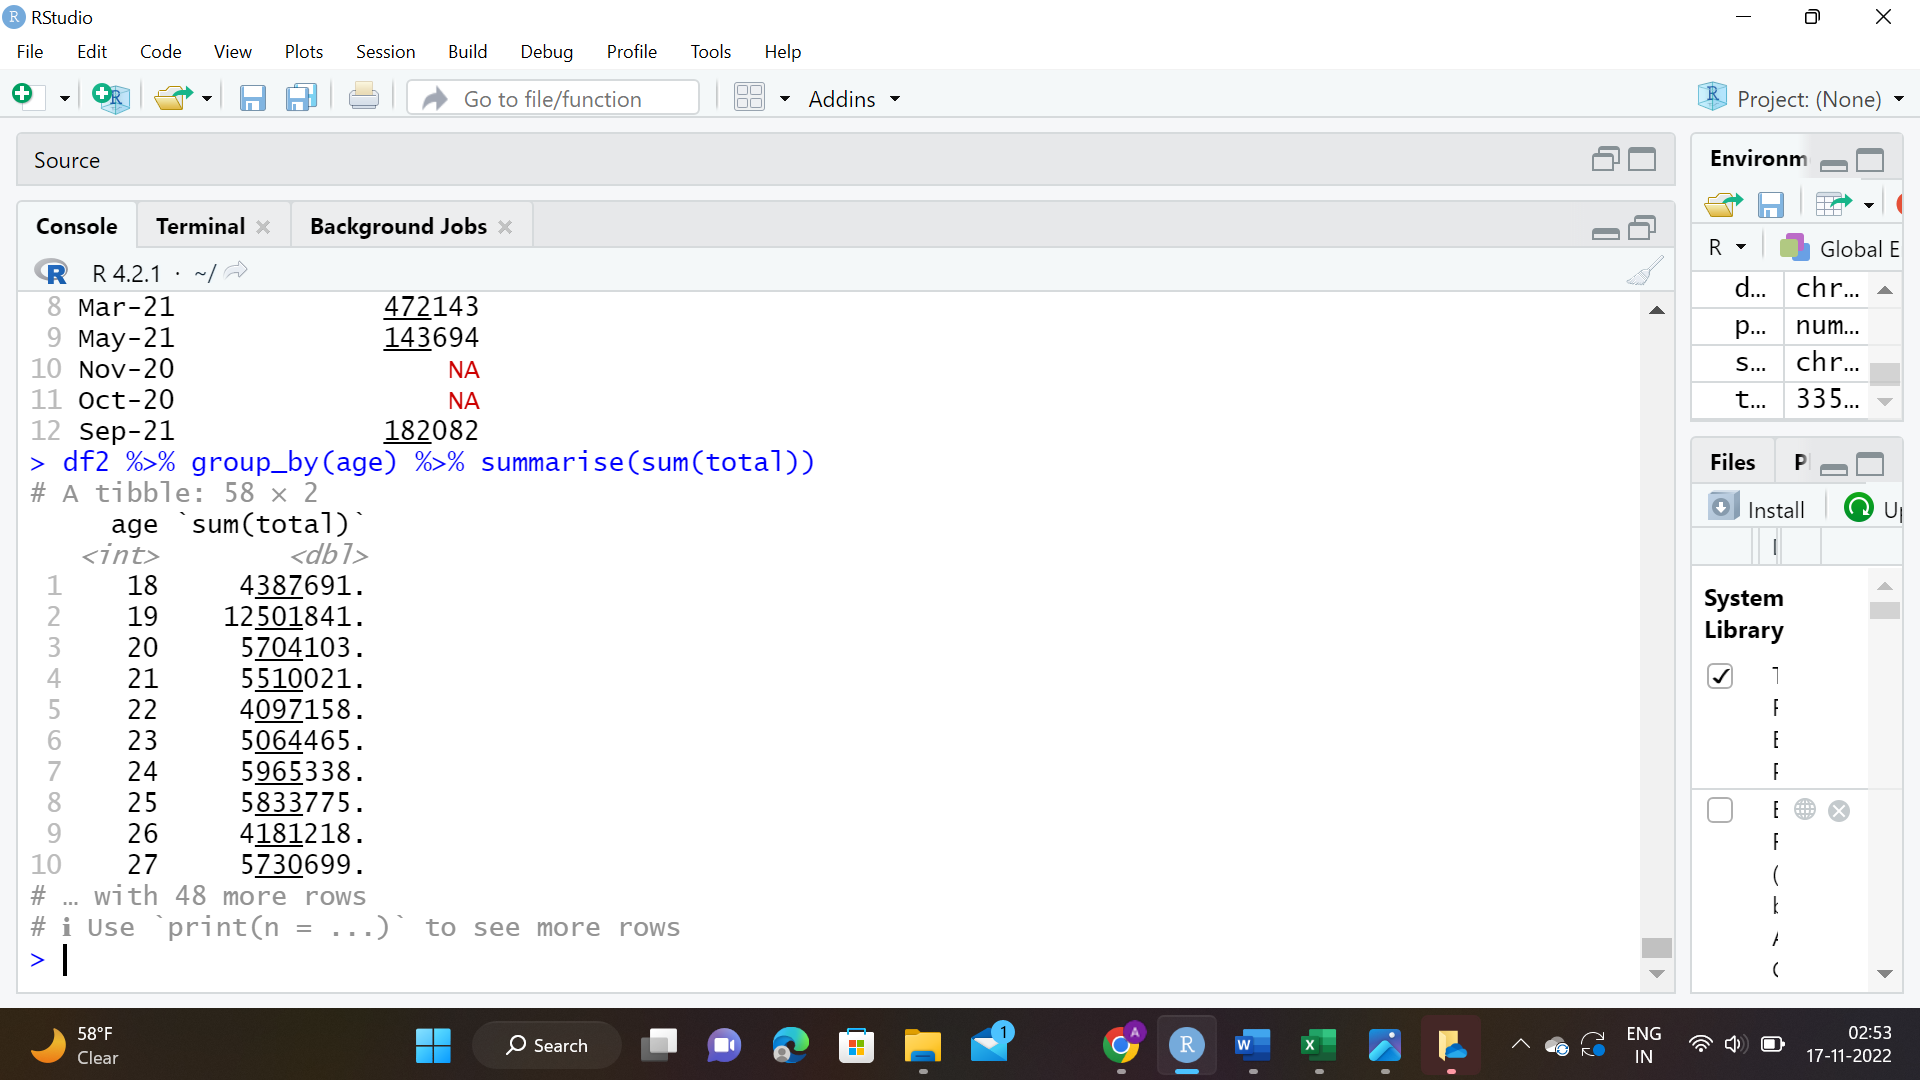 RStudio
File Edit Code View Plots Session Build Debug Profile Tools Help
Go to file/function Addins Project: (None)
Source
Console Terminal Background Jobs
R 4.2.1 · ~/
8 Mar-21 472143
9 May-21 143694
10 Nov-20 NA
11 Oct-20 NA
12 Sep-21 182082
> df2 %>% group_by(age) %>% summarise(sum(total))
# A tibble: 58 × 2
age `sum(total)`
<int> <dbl>
1 18 4387691.
2 19 12501841.
3 20 5704103.
4 21 5510021.
5 22 4097158.
6 23 5064465.
7 24 5965338.
8 25 5833775.
9 26 4181218.
10 27 5730699.
# … with 48 more rows
# ℹ Use `print(n = ...)` to see more rows
>
Environm
R Global E
d... chr...
p... num...
s... chr...
t... 335...
Files P
Install Up
System
Library
58°F
Clear
Search
1
A
ENG
IN
02:53
17-11-2022